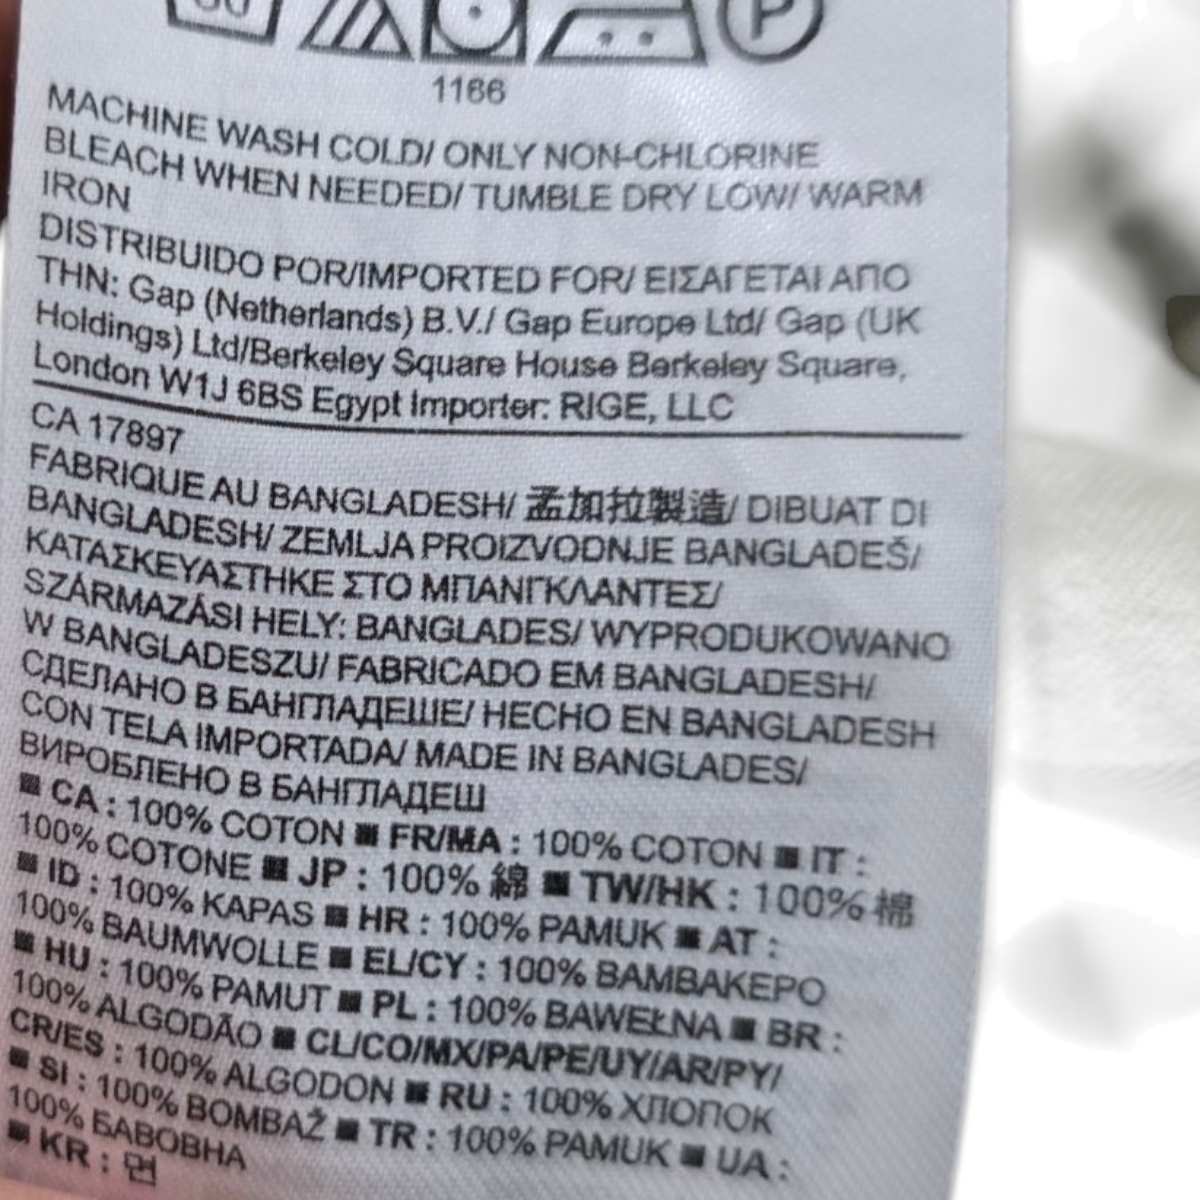 30 P
1166
MACHINE WASH COLD/ ONLY NON-CHLORINE
BLEACH WHEN NEEDED/ TUMBLE DRY LOW/ WARM
IRON
DISTRIBUIDO POR/IMPORTED FOR/ ΕΙΣΑΓΕΤΑΙ ΑΠΟ
THN: Gap (Netherlands) B.V./ Gap Europe Ltd/ Gap (UK
Holdings) Ltd/Berkeley Square House Berkeley Square,
London W1J 6BS Egypt Importer: RIGE, LLC
CA 17897
FABRIQUE AU BANGLADESH/ 孟加拉製造/ DIBUAT DI
BANGLADESH/ ZEMLJA PROIZVODNJE BANGLADEŠ/
ΚΑΤΑΣΚΕΥΑΣΤΗΚΕ ΣΤΟ ΜΠΑΝΓΚΛΑΝΤΕΣ/
SZÁRMAZÁSI HELY: BANGLADES/ WYPRODUKOWANO
W BANGLADESZU/ FABRICADO EM BANGLADESH/
СДЕЛАНО В БАНГЛАДЕШЕ/ HECHO EN BANGLADESH
CON TELA IMPORTADA/ MADE IN BANGLADES/
ВИРОБЛЕНО В БАНГЛАДЕШ
■ CA : 100% COTON ■ FR/MA : 100% COTON ■ IT :
100% COTONE ■ JP : 100% 綿 ■ TW/HK : 100% 棉
■ ID : 100% KAPAS ■ HR : 100% PAMUK ■ AT :
100% BAUMWOLLE ■ EL/CY : 100% ΒΑΜΒΑΚΕΡΟ
■ HU : 100% PAMUT ■ PL : 100% BAWEŁNA ■ BR :
100% ALGODÃO ■ CL/CO/MX/PA/PE/UY/AR/PY/
CR/ES : 100% ALGODON ■ RU : 100% ХЛОПОК
■ SI : 100% BOMBAŽ ■ TR : 100% PAMUK ■ UA :
100% БАВОВНА
■ KR : 면